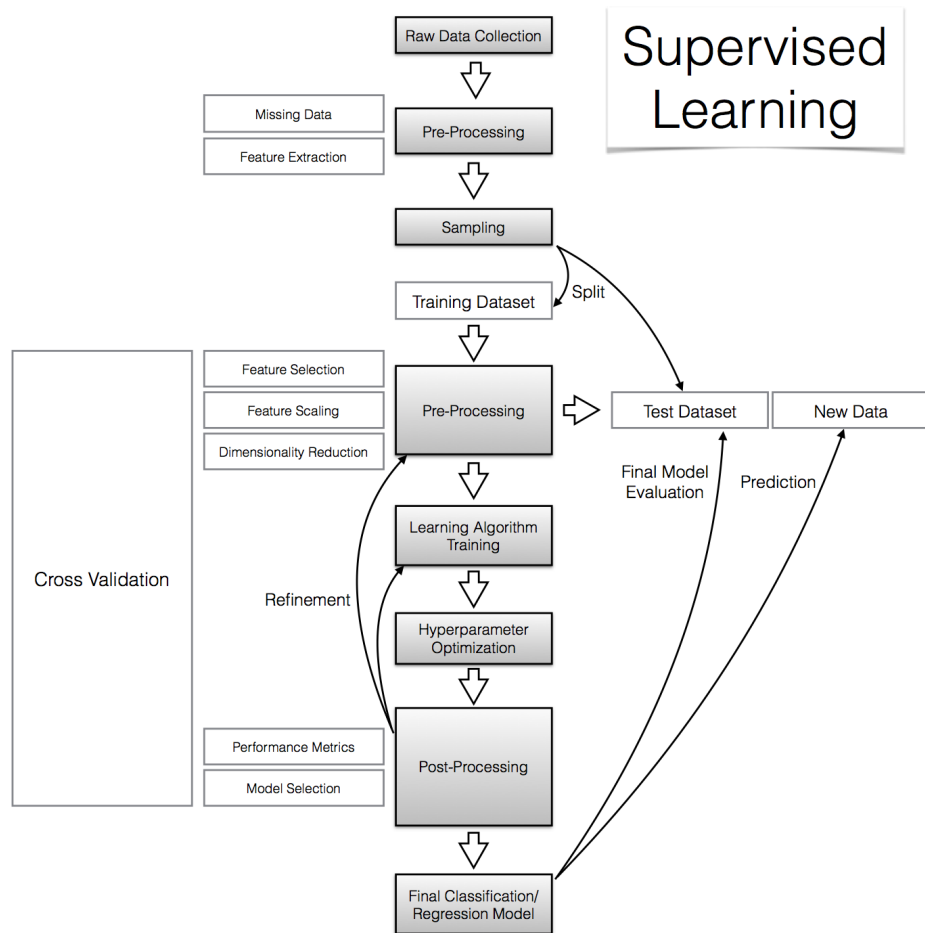 Supervised
Learning
Raw Data Collection
Missing Data
Feature Extraction
Pre-Processing
Sampling
Split
Training Dataset
Feature Selection
Feature Scaling
Dimensionality Reduction
Pre-Processing
Test Dataset
New Data
Final Model
Evaluation
Prediction
Learning Algorithm
Training
Cross Validation
Refinement
Hyperparameter
Optimization
Performance Metrics
Model Selection
Post-Processing
Final Classification/
Regression Model